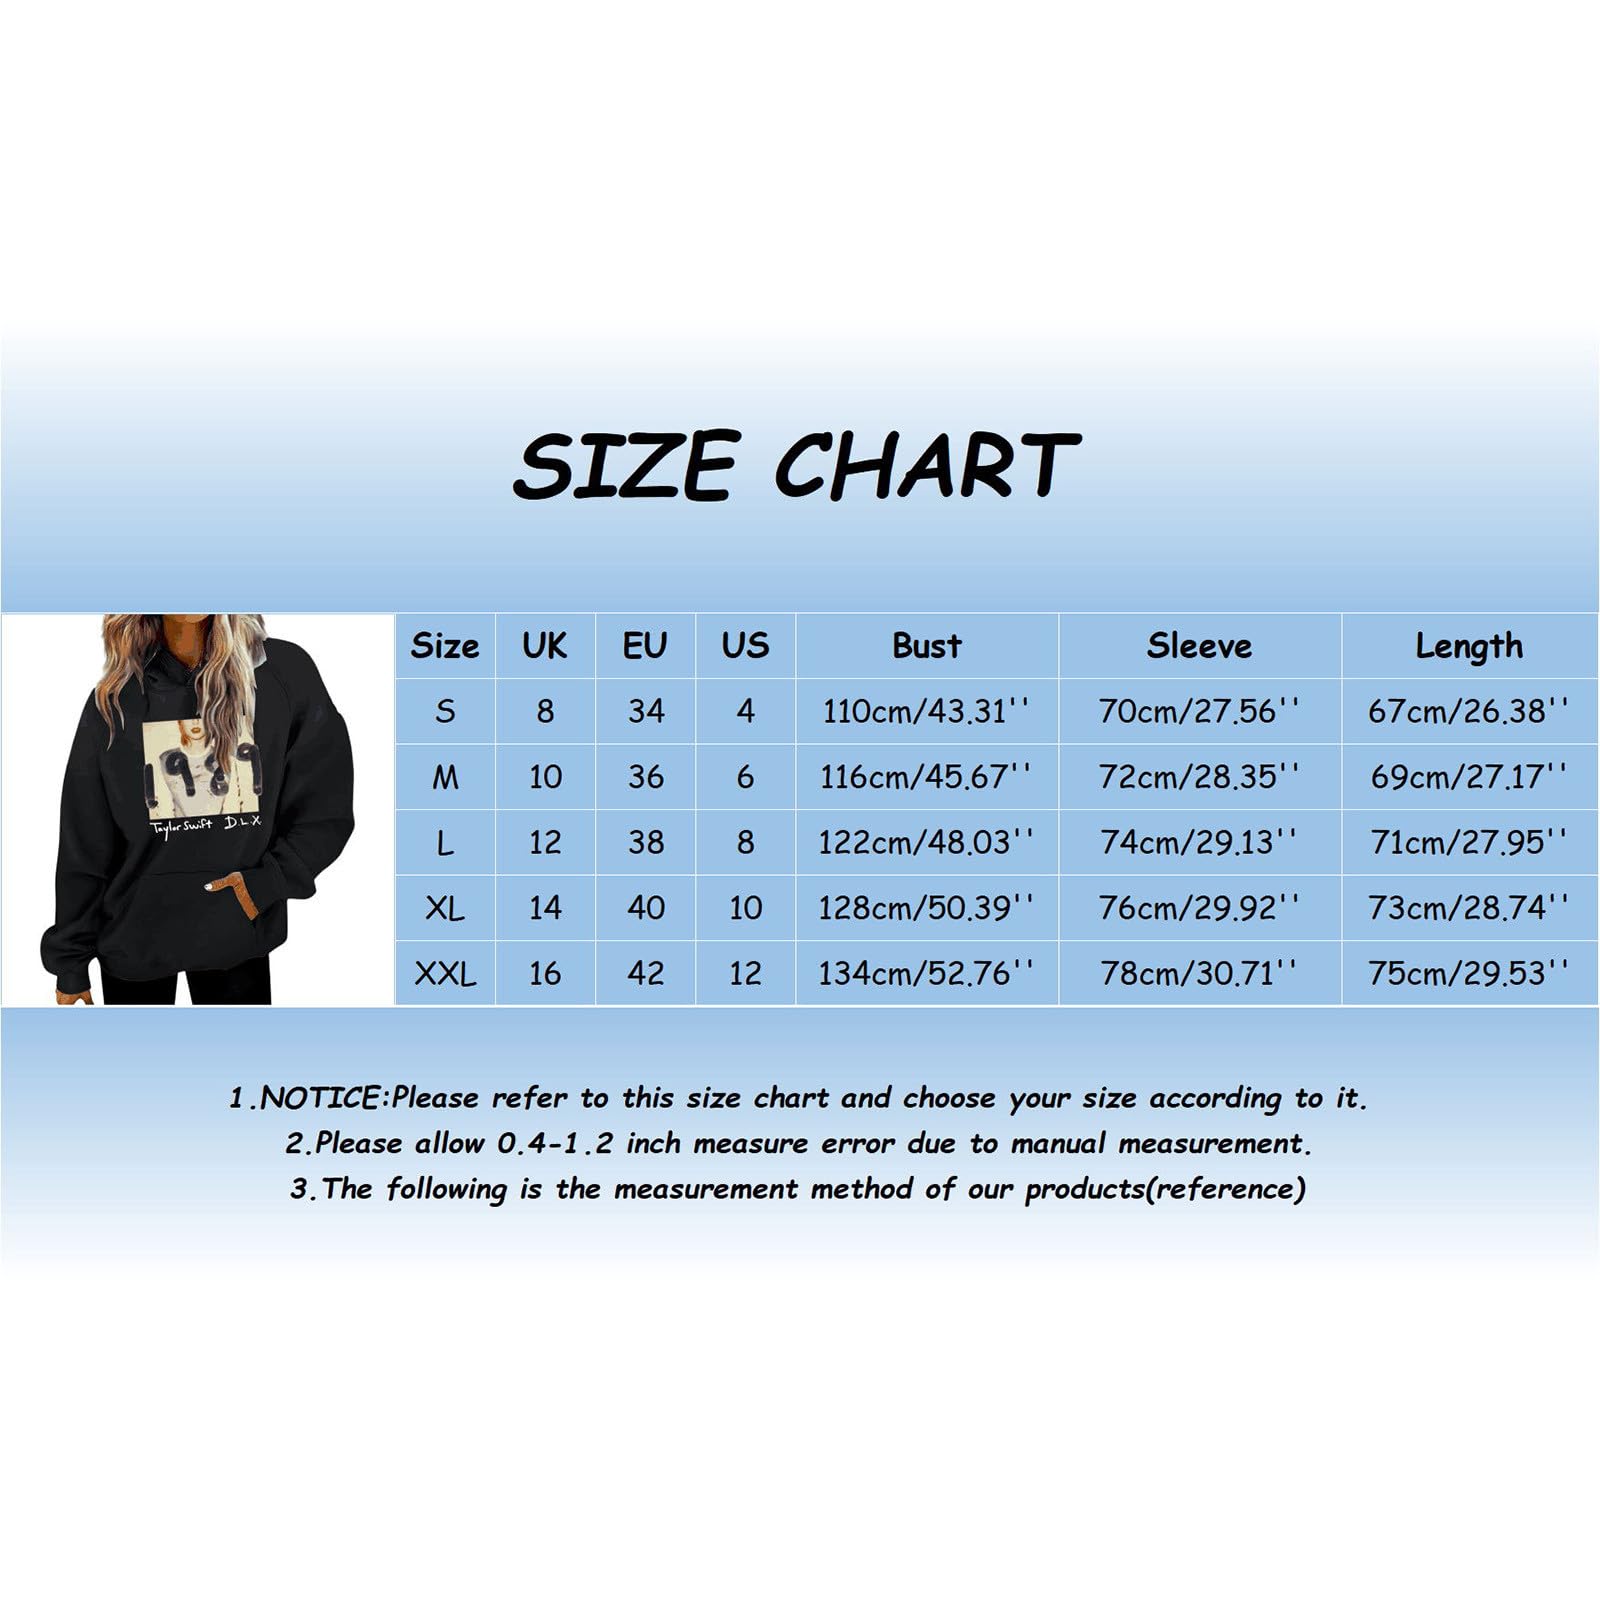 SIZE CHART
Size UK EU US Bust Sleeve Length
S 8 34 4 110cm/43.31'' 70cm/27.56'' 67cm/26.38''
M 10 36 6 116cm/45.67'' 72cm/28.35'' 69cm/27.17''
L 12 38 8 122cm/48.03'' 74cm/29.13'' 71cm/27.95''
XL 14 40 10 128cm/50.39'' 76cm/29.92'' 73cm/28.74''
XXL 16 42 12 134cm/52.76'' 78cm/30.71'' 75cm/29.53''
1989
Taylor Swift D.L.X.
1.NOTICE:Please refer to this size chart and choose your size according to it.
2.Please allow 0.4-1.2 inch measure error due to manual measurement.
3.The following is the measurement method of our products(reference)